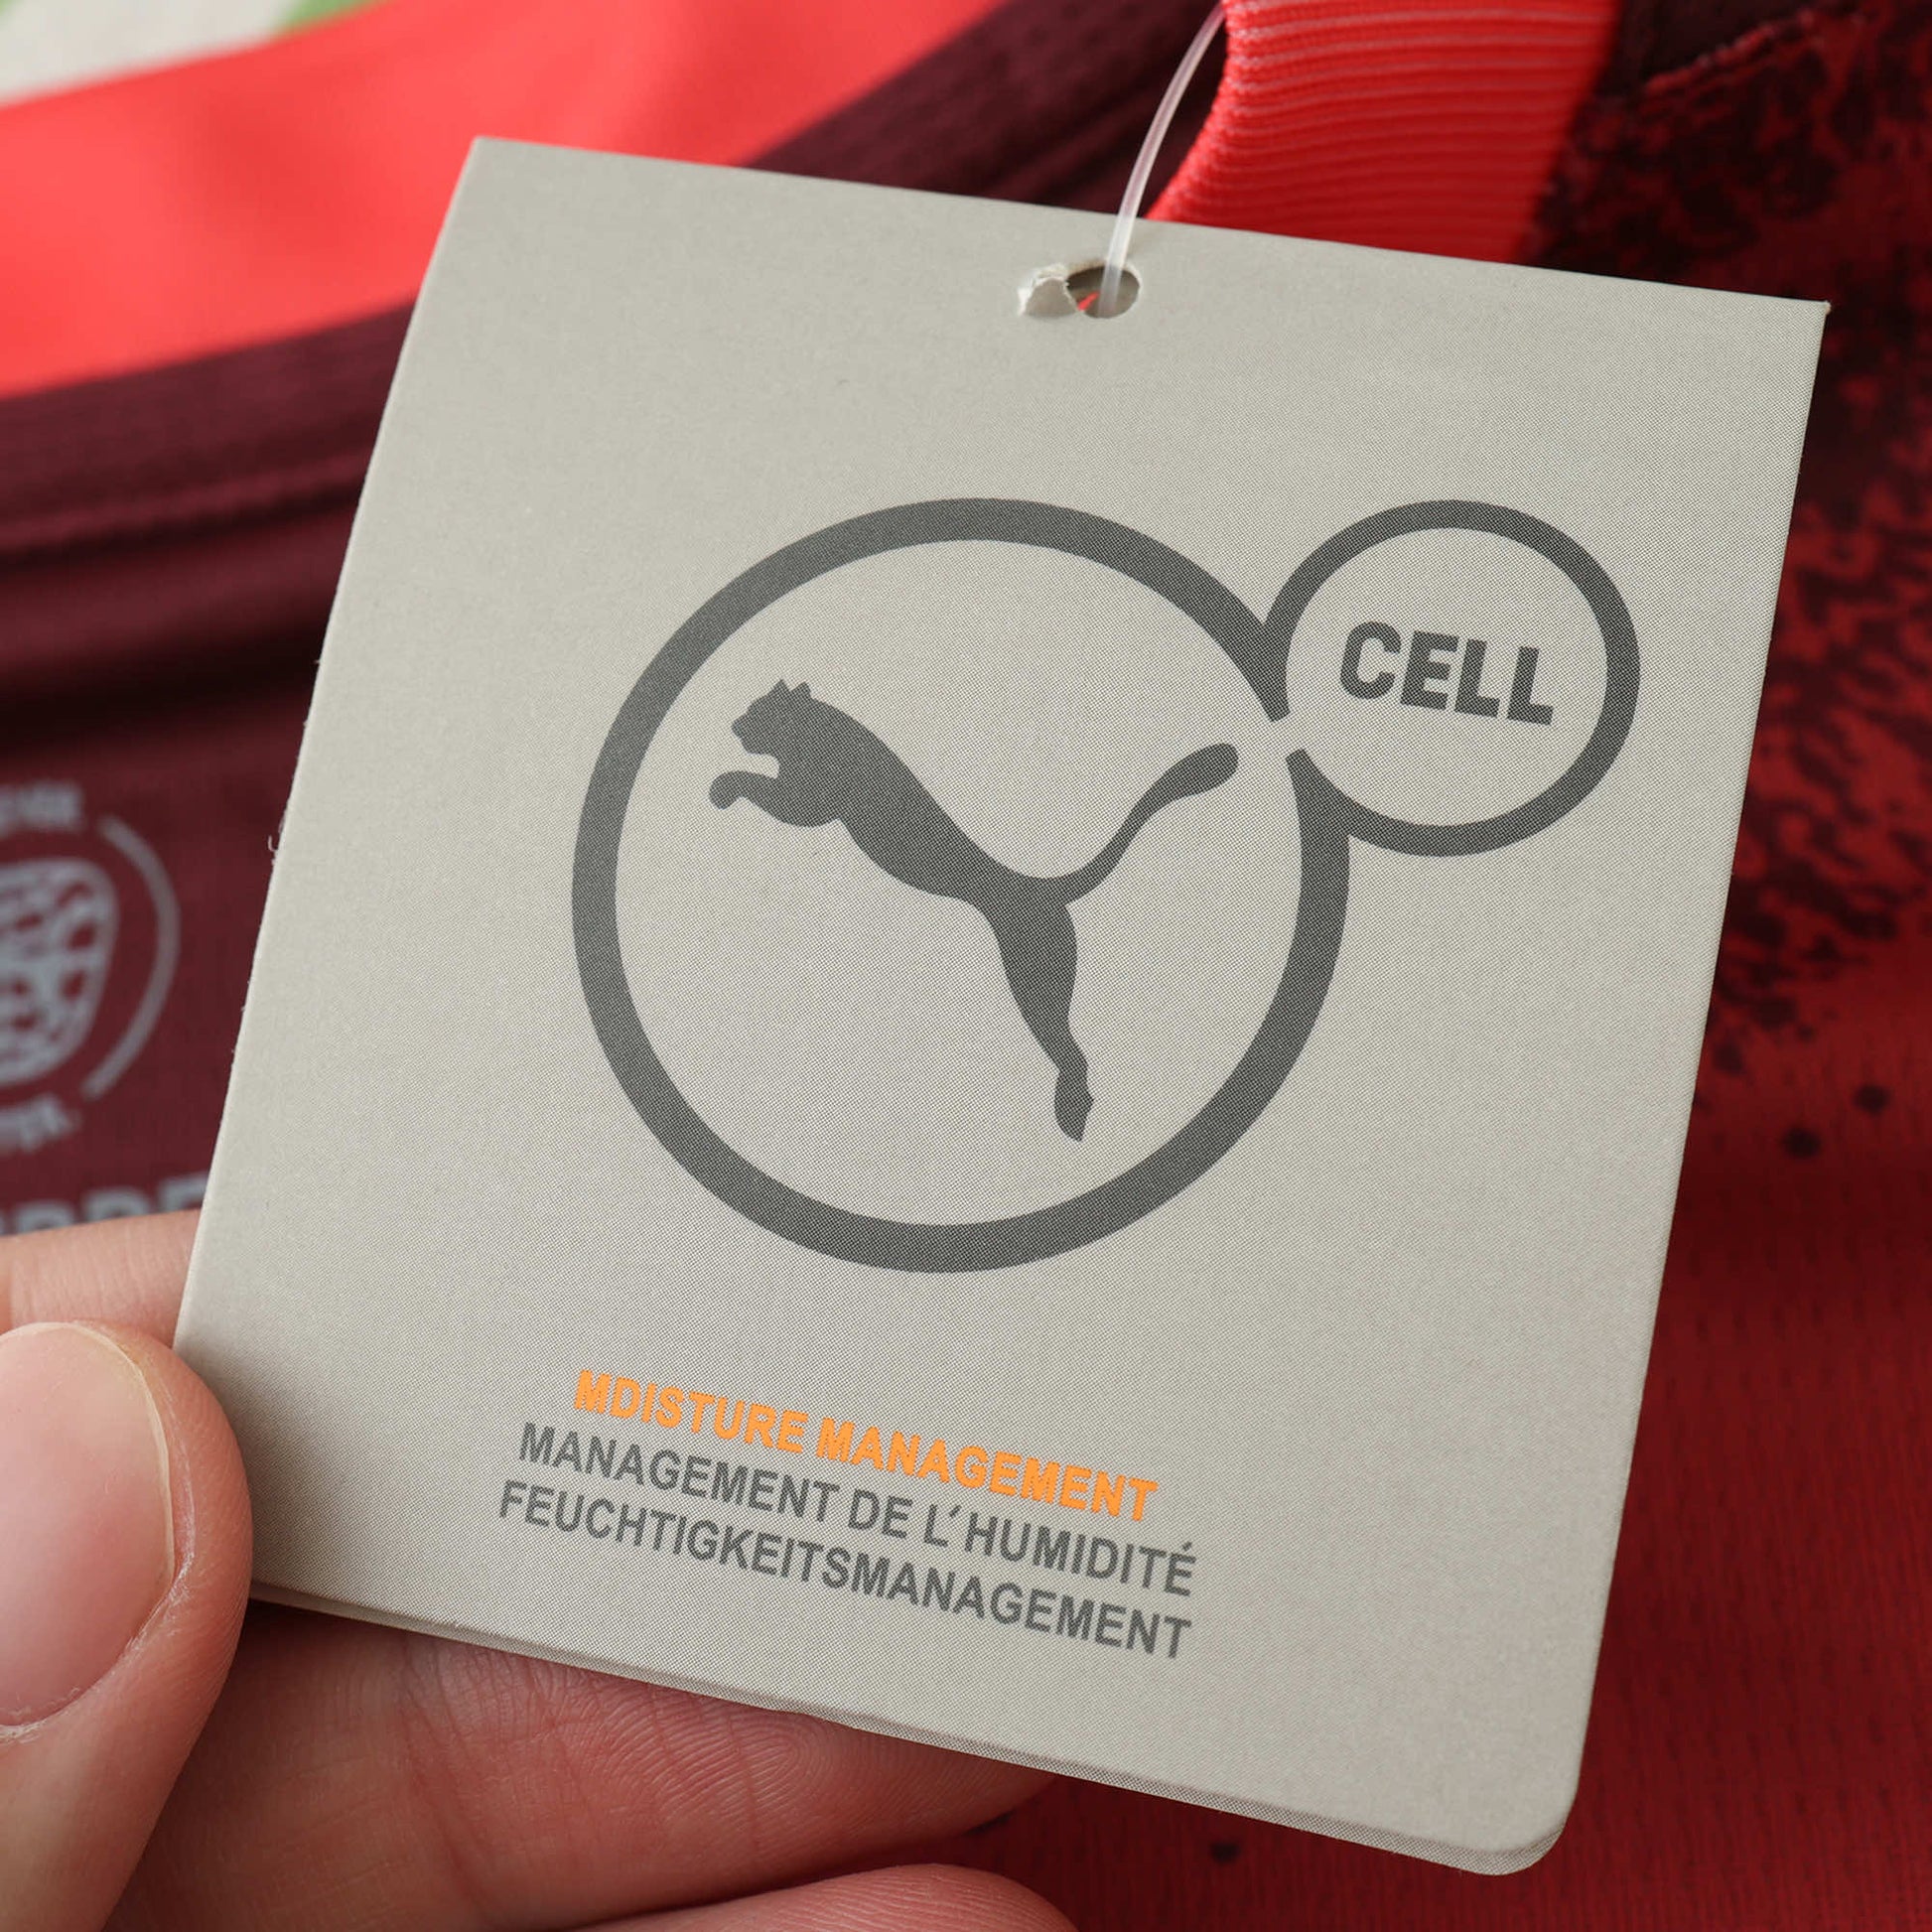 CELL
MDISTURE MANAGEMENT
MANAGEMENT DE L'HUMIDITÉ
FEUCHTIGKEITSMANAGEMENT